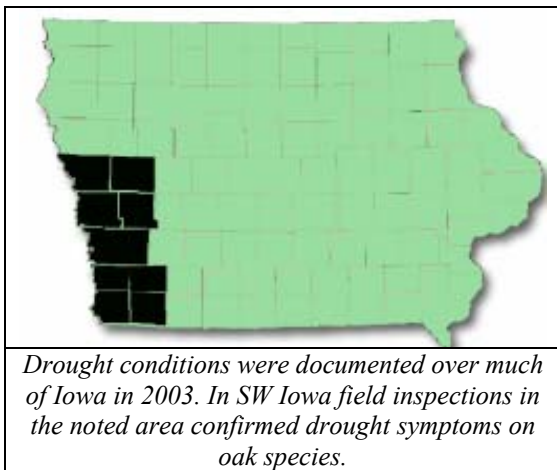 Drought conditions were documented over much
of Iowa in 2003. In SW Iowa field inspections in
the noted area confirmed drought symptoms on
oak species.